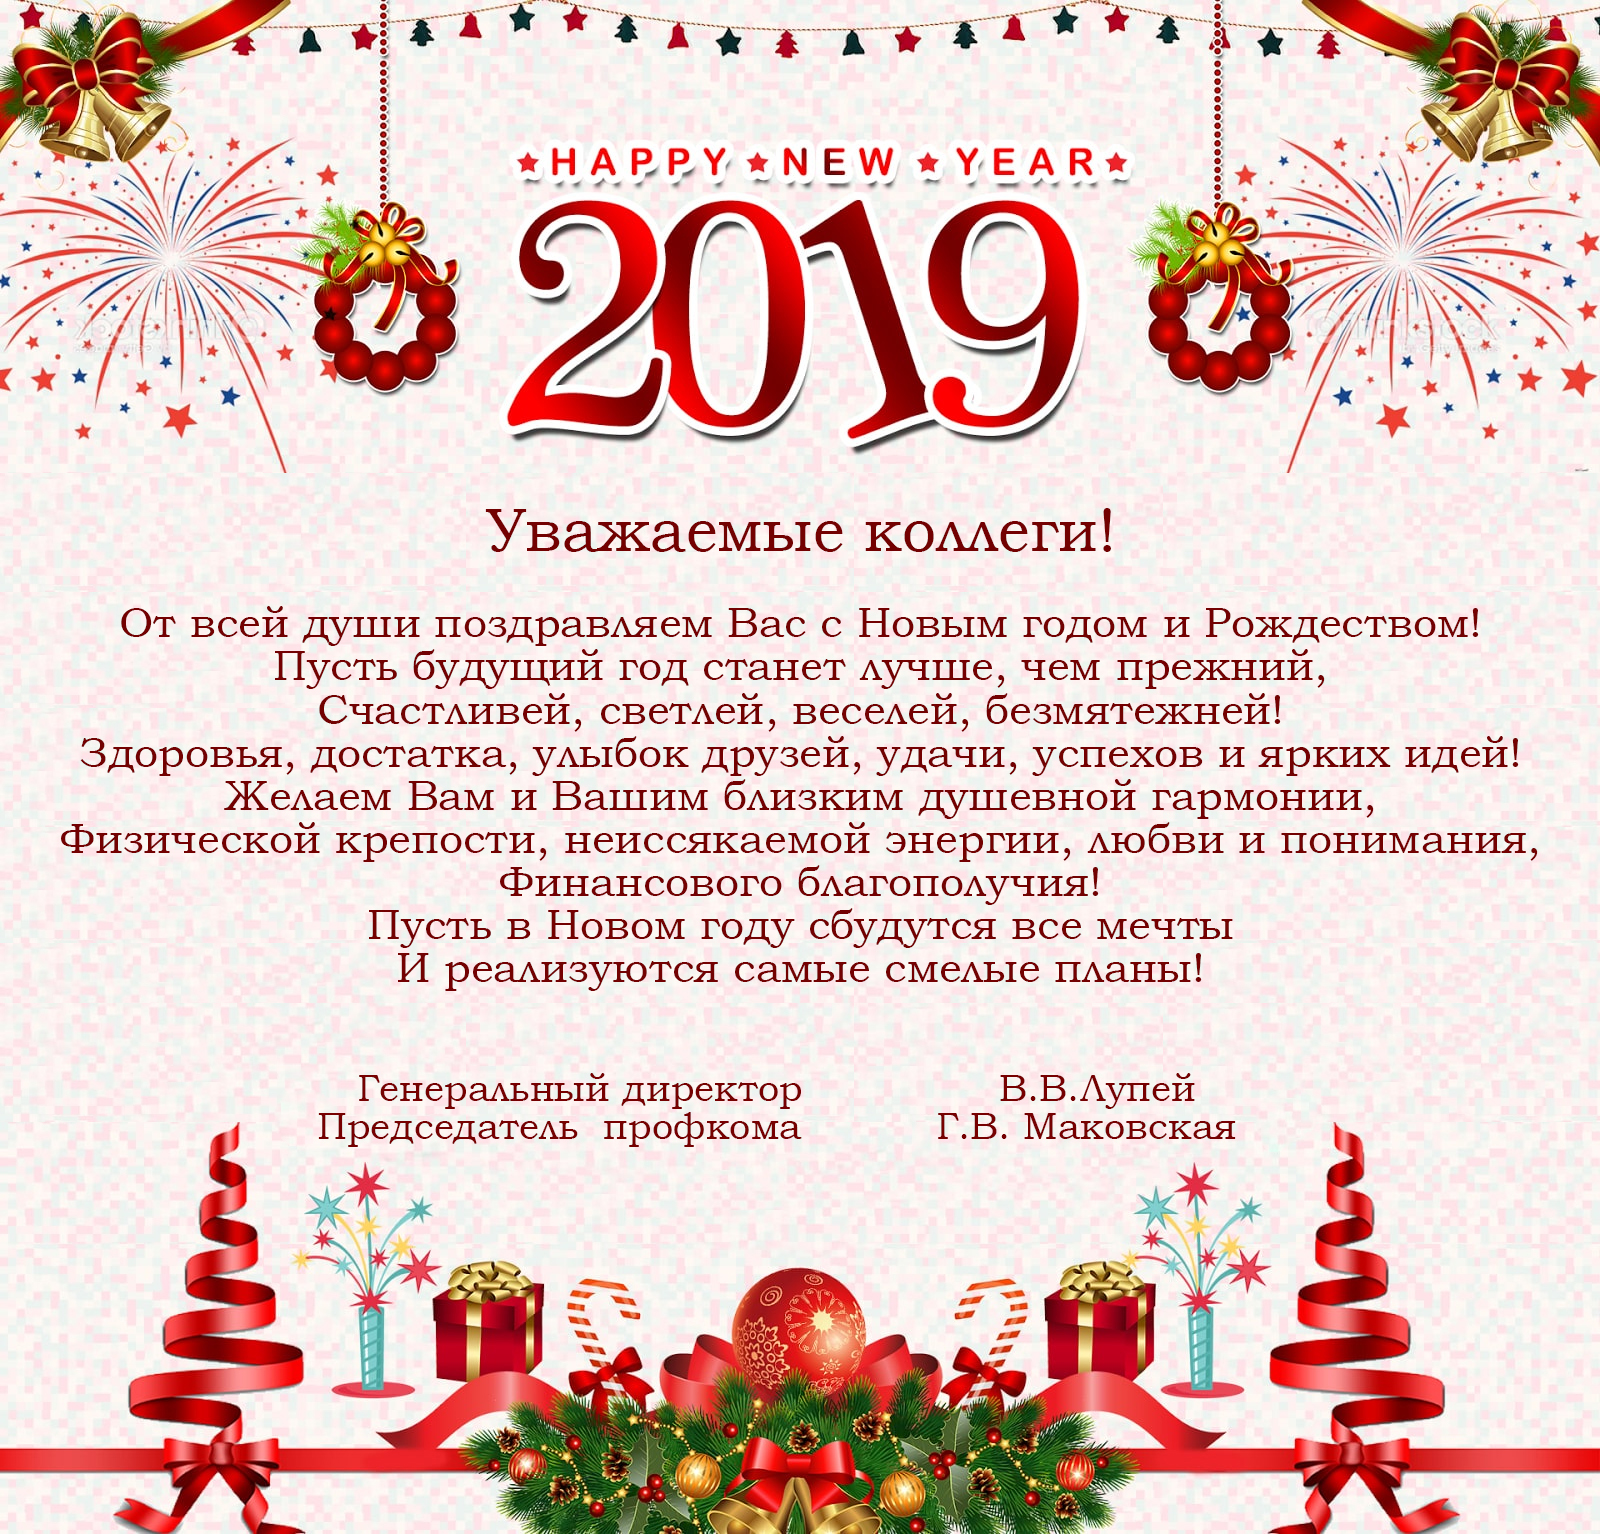 HAPPY NEW YEAR
2019
Уважаемые коллеги!
От всей души поздравляем Вас с Новым годом и Рождеством!
Пусть будущий год станет лучше, чем прежний,
Счастливей, светлей, веселей, безмятежней!
Здоровья, достатка, улыбок друзей, удачи, успехов и ярких идей!
Желаем Вам и Вашим близким душевной гармонии,
Физической крепости, неиссякаемой энергии, любви и понимания,
Финансового благополучия!
Пусть в Новом году сбудутся все мечты
И реализуются самые смелые планы!
Генеральный директор В.В.Лупей
Председатель профкома Г.В. Маковская